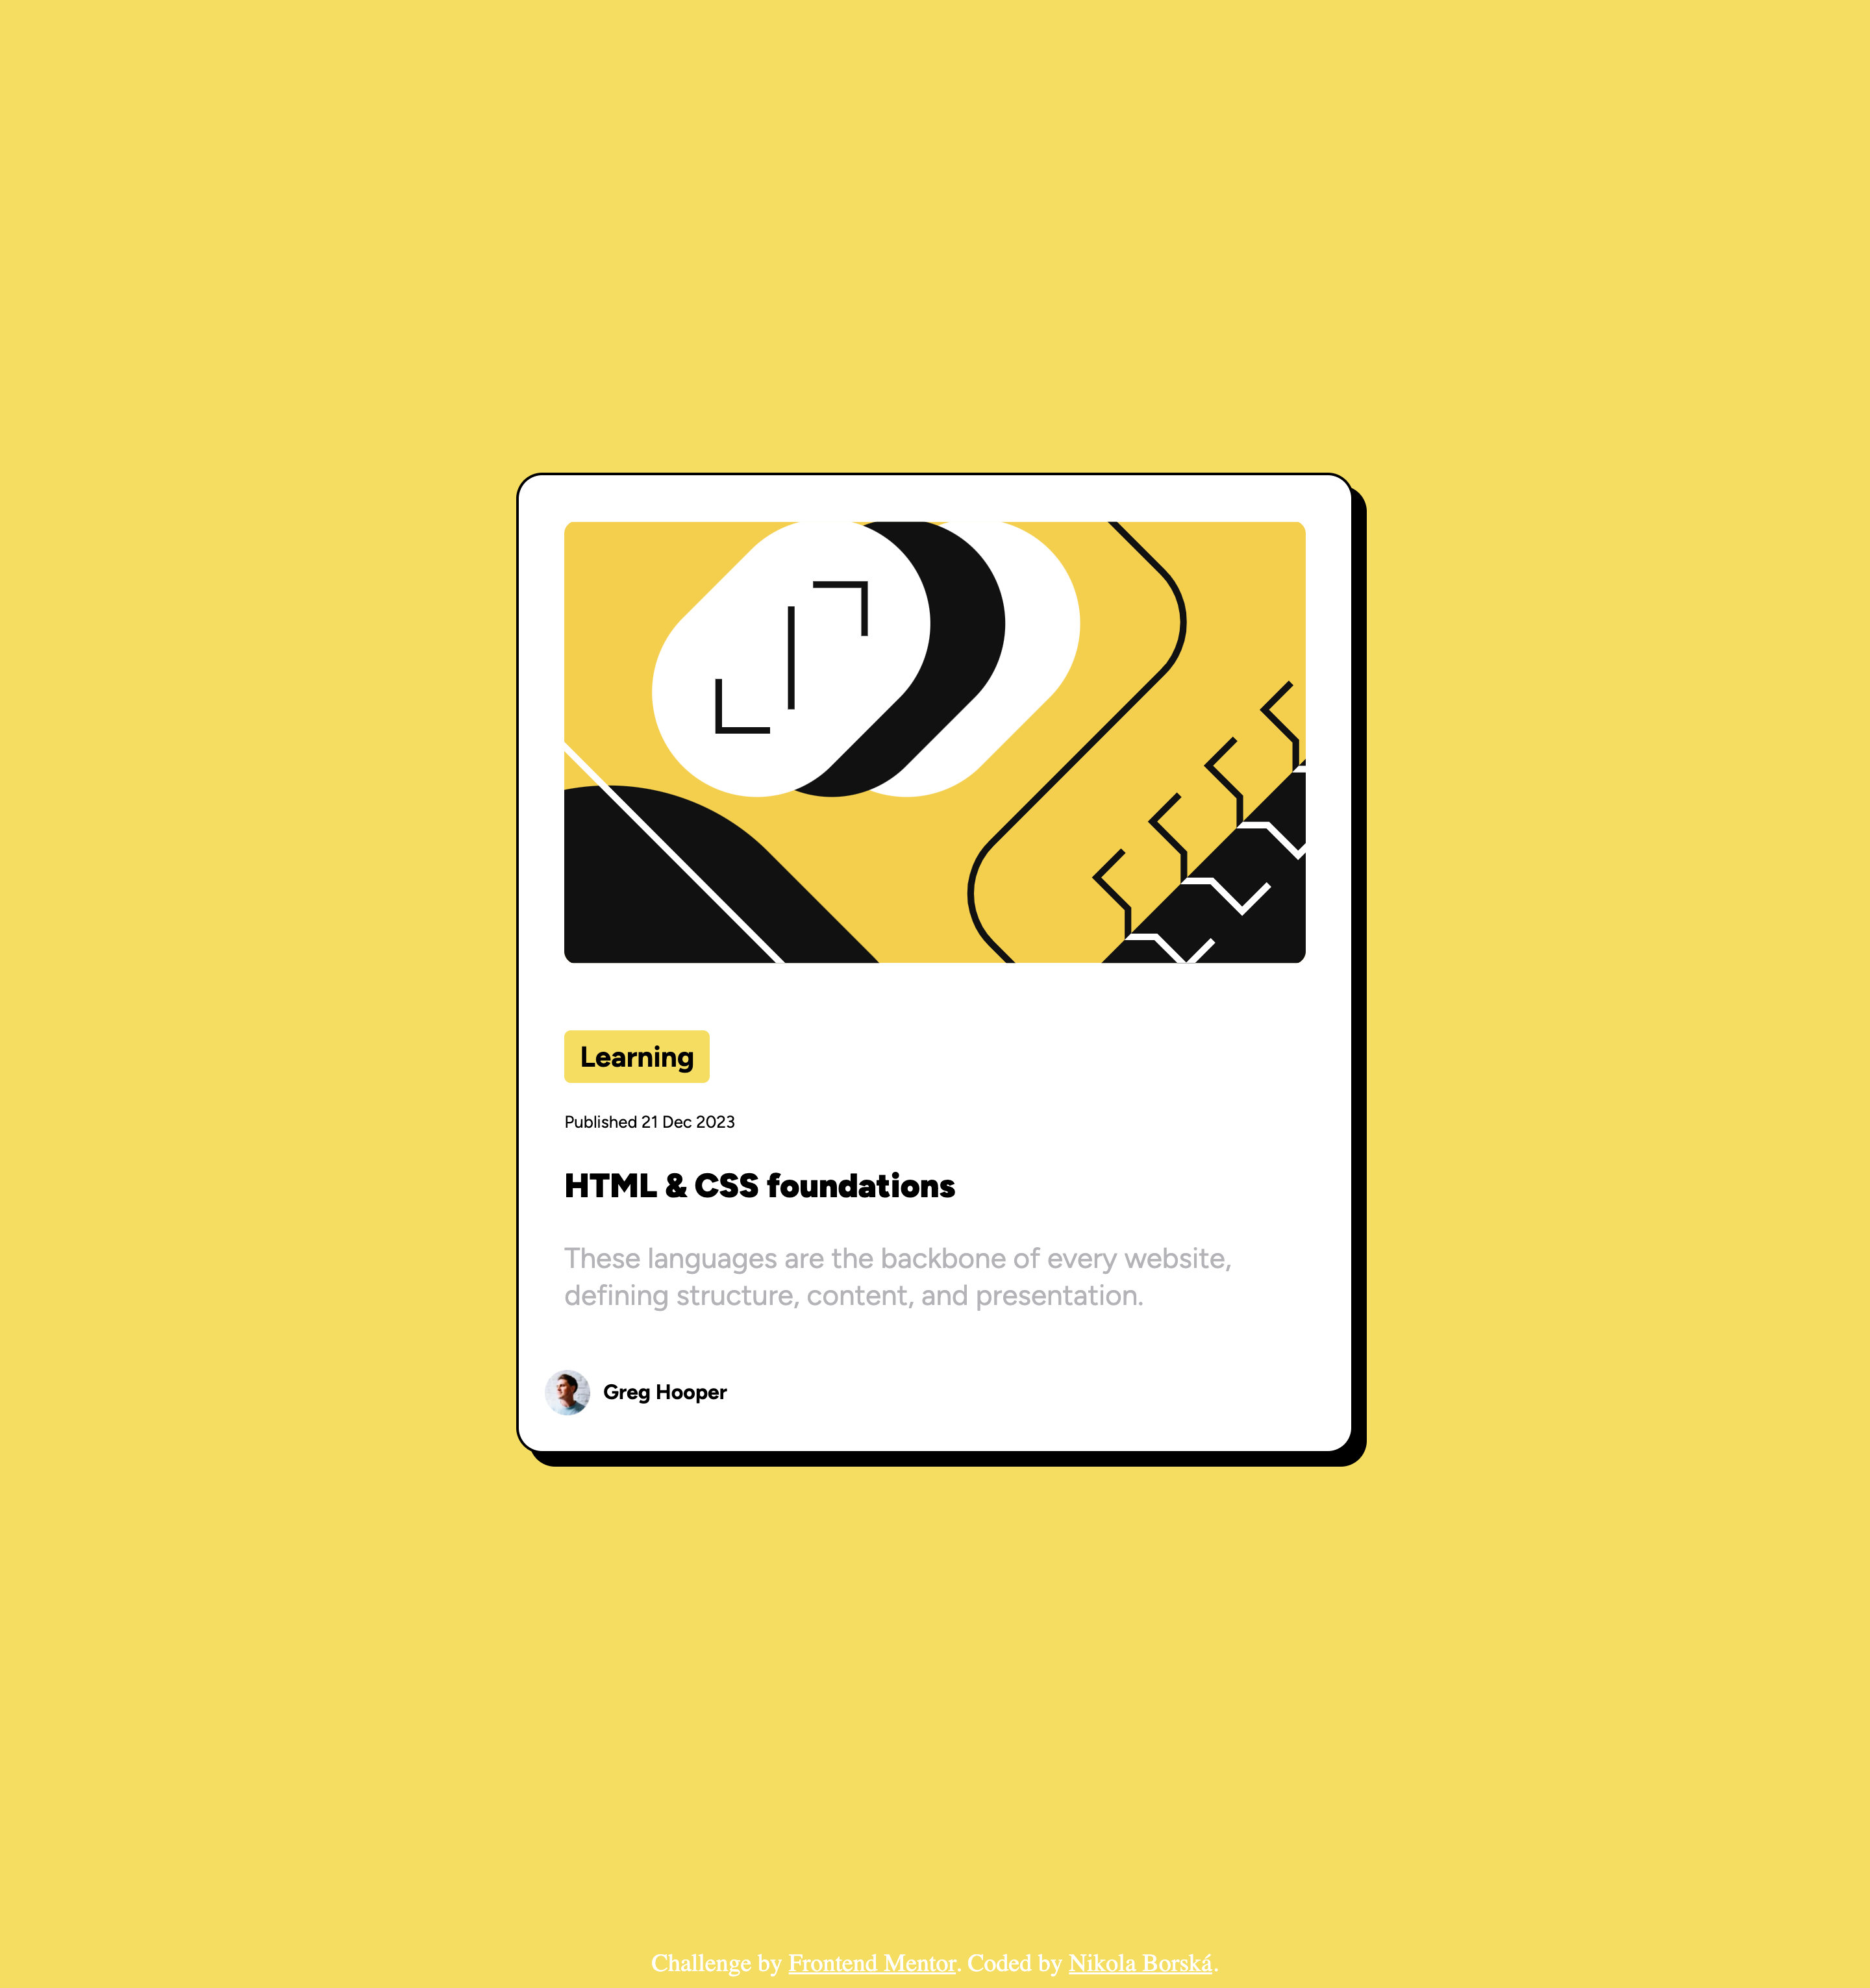 Learning
Published 21 Dec 2023
HTML & CSS foundations
These languages are the backbone of every website,
defining structure, content, and presentation.
Greg Hooper
Challenge by Frontend Mentor. Coded by Nikola Borská.